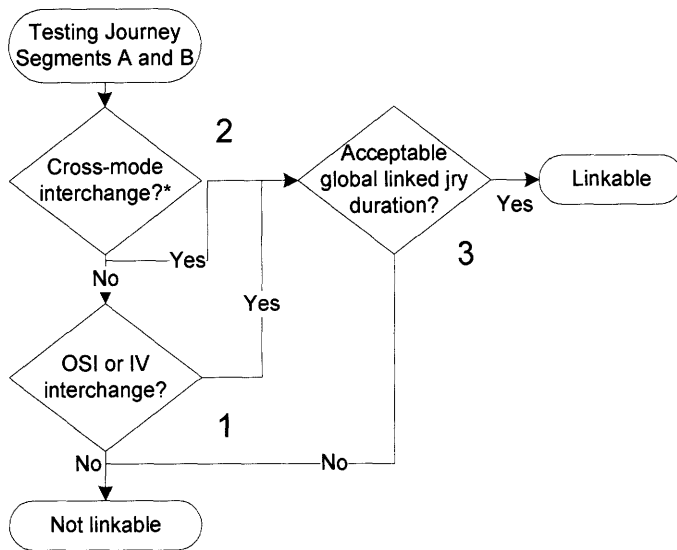 Testing Journey
Segments A and B
2
Cross-mode
interchange?*
Acceptable
global linked jry
duration?
Linkable
Yes
Yes
3
No
Yes
OSI or IV
interchange?
1
No
No
Not linkable